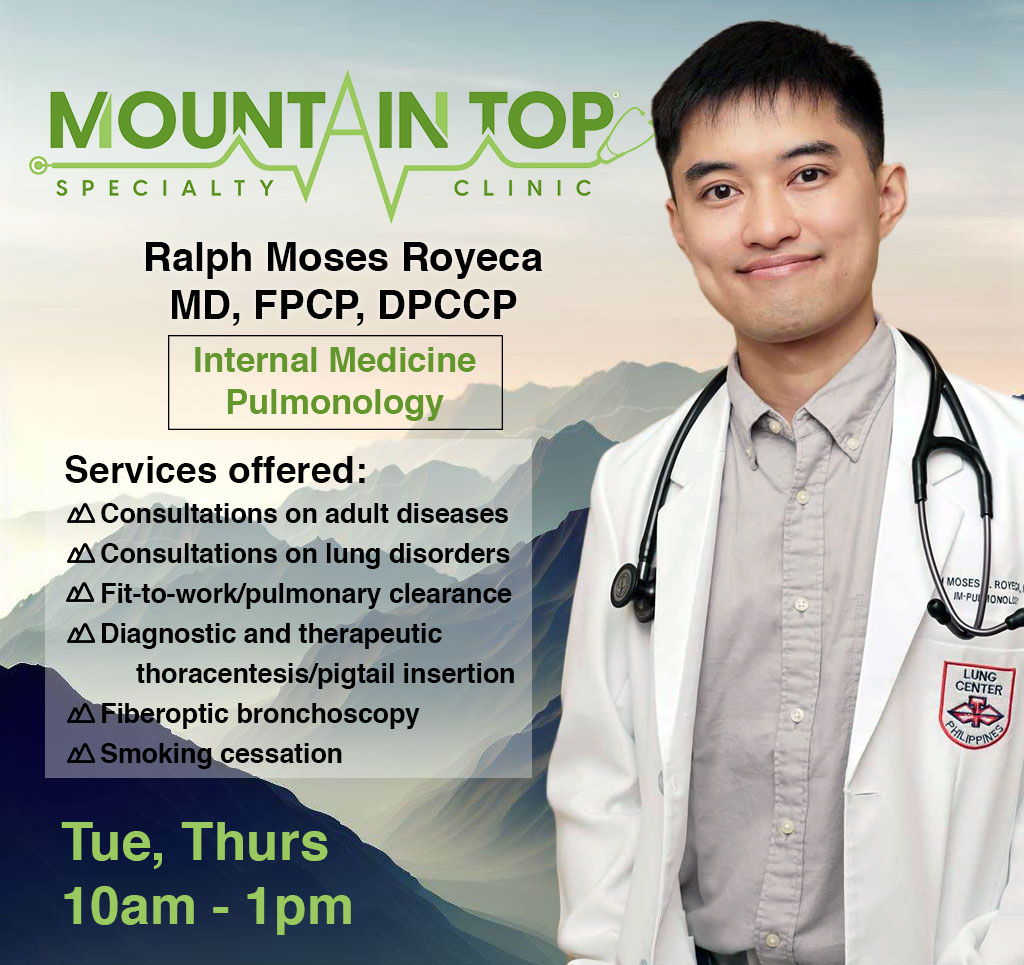 MOUNTAIN TOP
SPECIALTY CLINIC
Ralph Moses Royeca
MD, FPCP, DPCCP
Internal Medicine
Pulmonology
Services offered:
Consultations on adult diseases
Consultations on lung disorders
Fit-to-work/pulmonary clearance
Diagnostic and therapeutic
thoracentesis/pigtail insertion
Fiberoptic bronchoscopy
Smoking cessation
Tue, Thurs
10am - 1pm
MOSES
ROYECA,
LUNG
CENTER
PHILIPPINES